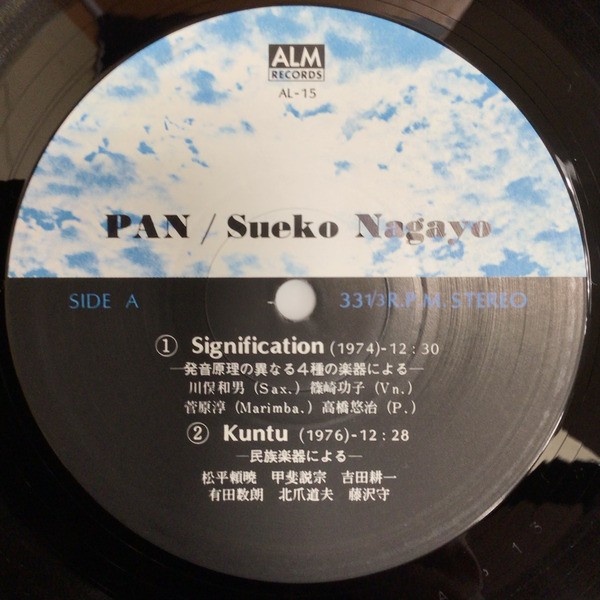 ALM
RECORDS
AL-15
PAN / Sueko Nagayo
SIDE A 33 1/3 R.P.M. STEREO
① Signification (1974)-12:30
—発音原理の異なる4種の楽器による—
川俣和男 (Sax.) 篠崎功子 (Vn.)
菅原淳 (Marimba.) 高橋悠治 (P.)
② Kuntu (1976)-12:28
—民族楽器による—
松平頼暁 甲斐説宗 吉田耕一
有田数朗 北爪道夫 藤沢守